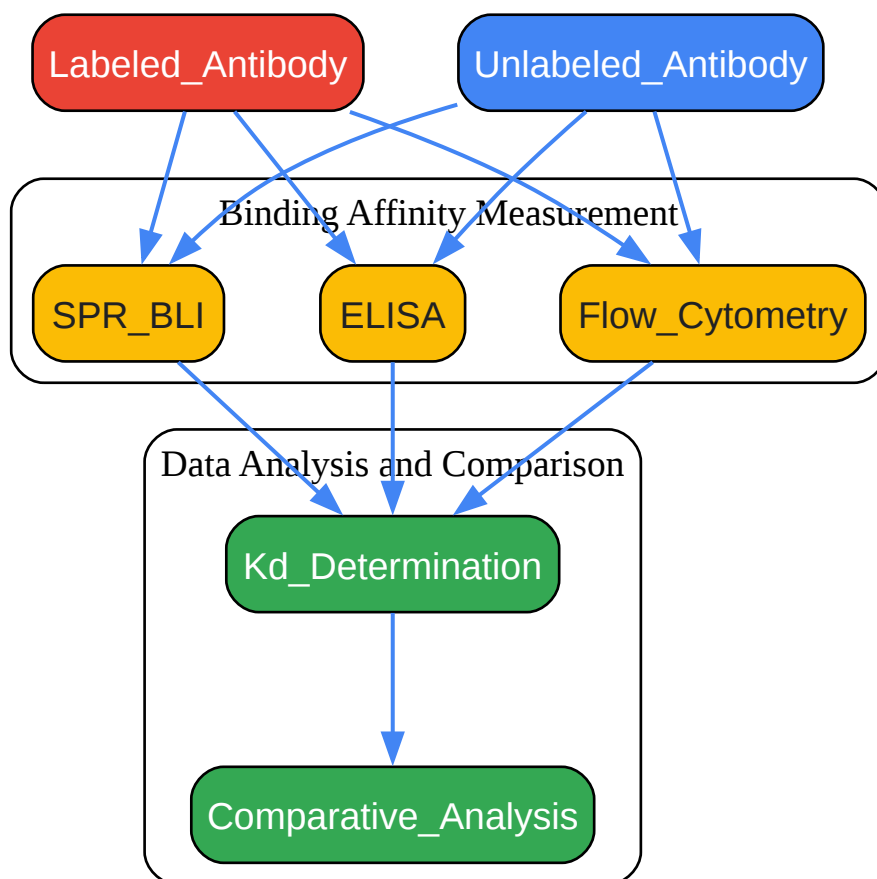 Labeled_Antibody
Unlabeled_Antibody
Binding Affinity Measurement
SPR_BLI
ELISA
Flow_Cytometry
Data Analysis and Comparison
Kd_Determination
Comparative_Analysis